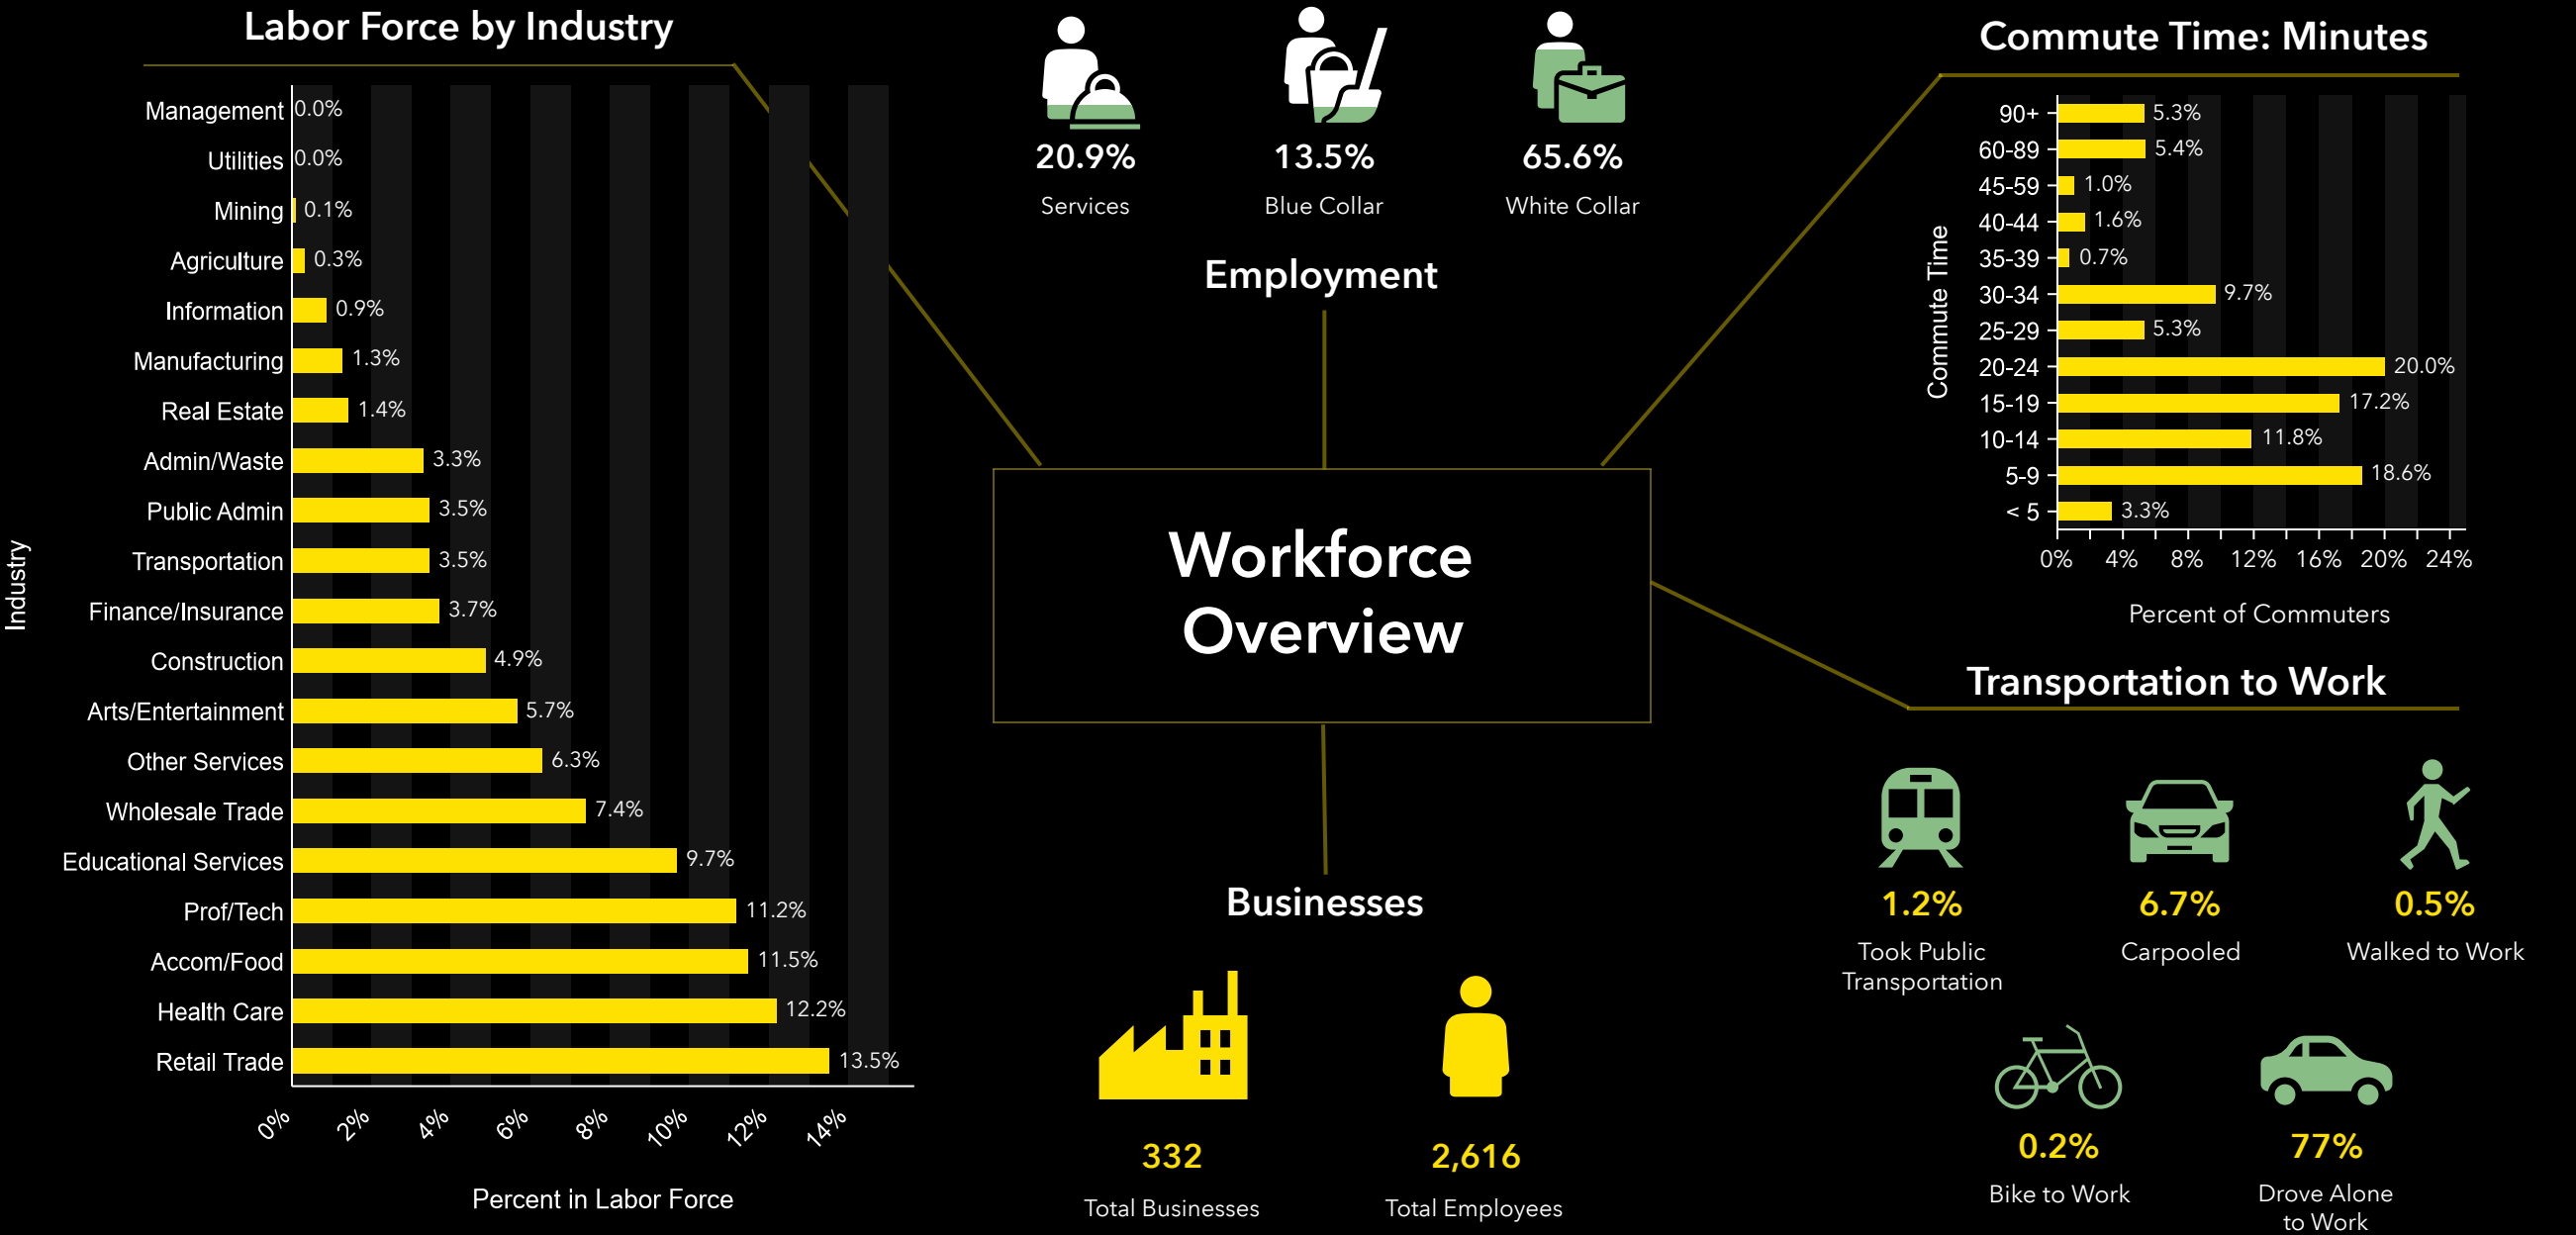 Labor Force by Industry
Industry
Management 0.0%
Utilities 0.0%
Mining 0.1%
Agriculture 0.3%
Information 0.9%
Manufacturing 1.3%
Real Estate 1.4%
Admin/Waste 3.3%
Public Admin 3.5%
Transportation 3.5%
Finance/Insurance 3.7%
Construction 4.9%
Arts/Entertainment 5.7%
Other Services 6.3%
Wholesale Trade 7.4%
Educational Services 9.7%
Prof/Tech 11.2%
Accom/Food 11.5%
Health Care 12.2%
Retail Trade 13.5%
0% 2% 4% 6% 8% 10% 12% 14%
Percent in Labor Force
20.9% 13.5% 65.6%
Services Blue Collar White Collar
Employment
Workforce
Overview
Businesses
332 2,616
Total Businesses Total Employees
Commute Time: Minutes
Commute Time
90+ 5.3%
60-89 5.4%
45-59 1.0%
40-44 1.6%
35-39 0.7%
30-34 9.7%
25-29 5.3%
20-24 20.0%
15-19 17.2%
10-14 11.8%
5-9 18.6%
< 5 3.3%
0% 4% 8% 12% 16% 20% 24%
Percent of Commuters
Transportation to Work
1.2% 6.7% 0.5%
Took Public Carpooled Walked to Work
Transportation
0.2% 77%
Bike to Work Drove Alone
to Work